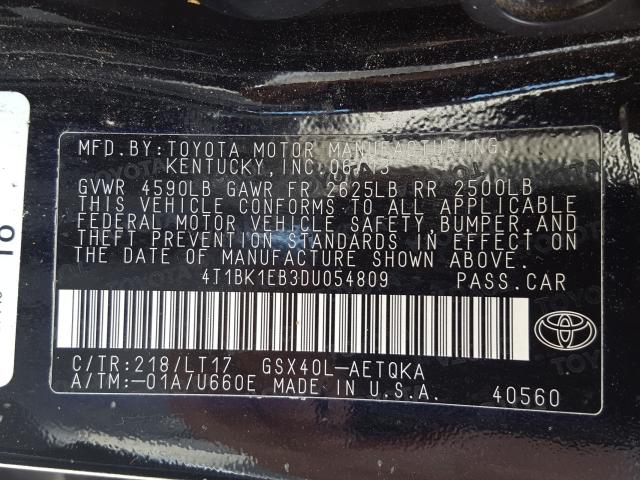 MFD. BY: TOYOTA MOTOR MANUFACTURING,
KENTUCKY, INC. 06/13
GVWR 4590LB GAWR FR 2625LB RR 2500LB
THIS VEHICLE CONFORMS TO ALL APPLICABLE
FEDERAL MOTOR VEHICLE SAFETY, BUMPER, AND
THEFT PREVENTION STANDARDS IN EFFECT ON
THE DATE OF MANUFACTURE SHOWN ABOVE.
4T1BK1EB3DU054809 PASS. CAR
C/TR: 218/LT17 GSX40L-AETQKA
A/TM: -01A/U660E MADE IN U.S.A.
40560